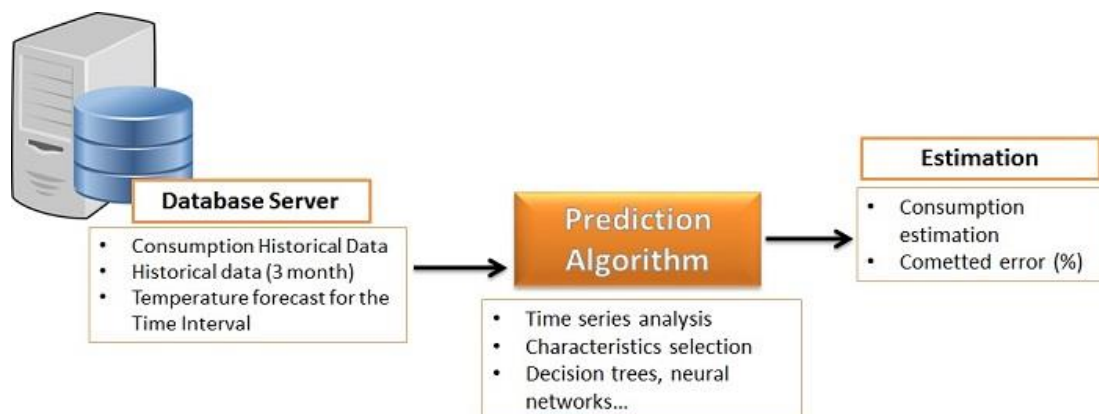 Database Server
• Consumption Historical Data
• Historical data (3 month)
• Temperature forecast for the
Time Interval
Prediction
Algorithm
• Time series analysis
• Characteristics selection
• Decision trees, neural
networks...
Estimation
• Consumption
estimation
• Cometted error (%)